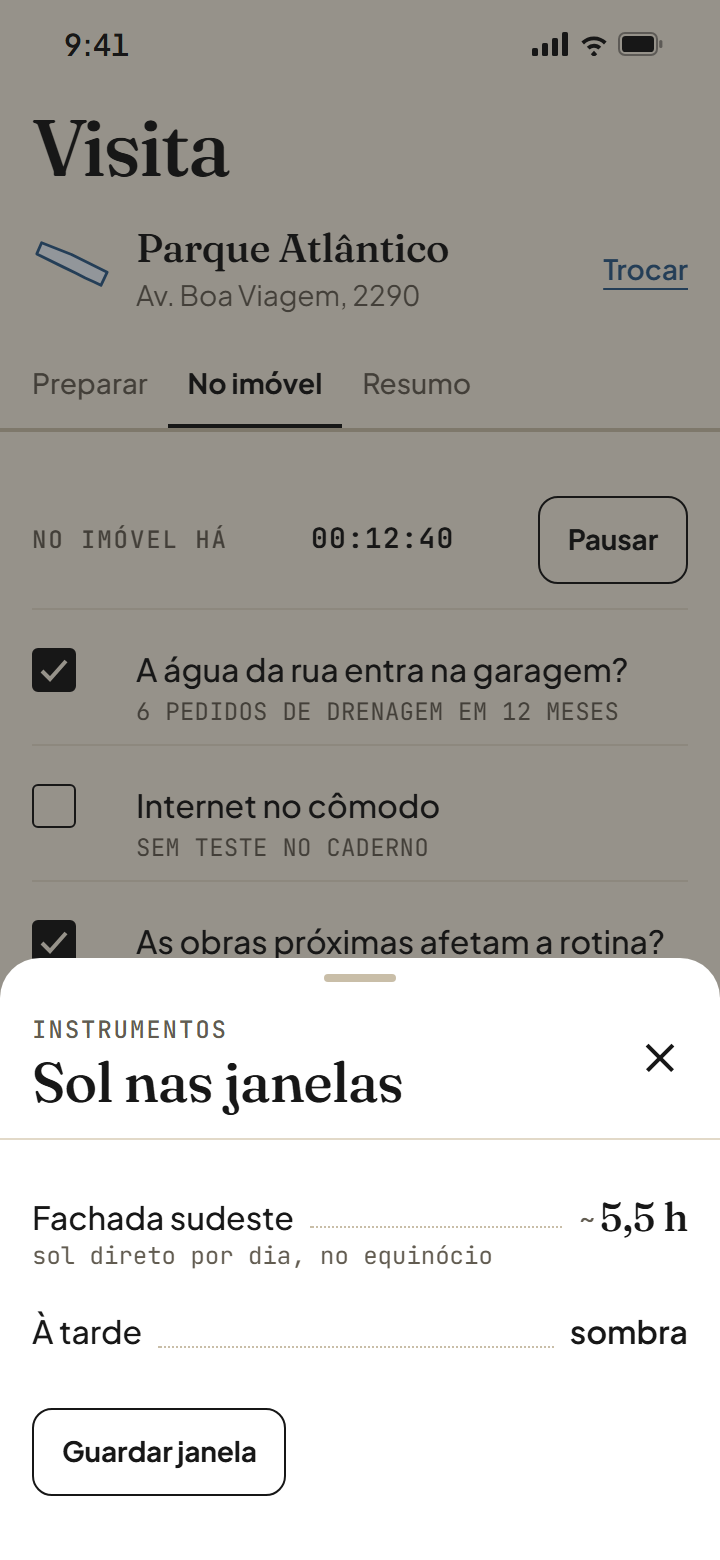 9:41
Visita
Parque Atlântico
Av. Boa Viagem, 2290
Trocar
Preparar No imóvel Resumo
NO IMÓVEL HÁ 00:12:40 Pausar
A água da rua entra na garagem?
6 PEDIDOS DE DRENAGEM EM 12 MESES
Internet no cômodo
SEM TESTE NO CADERNO
As obras próximas afetam a rotina?
INSTRUMENTOS
Sol nas janelas
Fachada sudeste ~5,5 h
sol direto por dia, no equinócio
À tarde sombra
Guardar janela